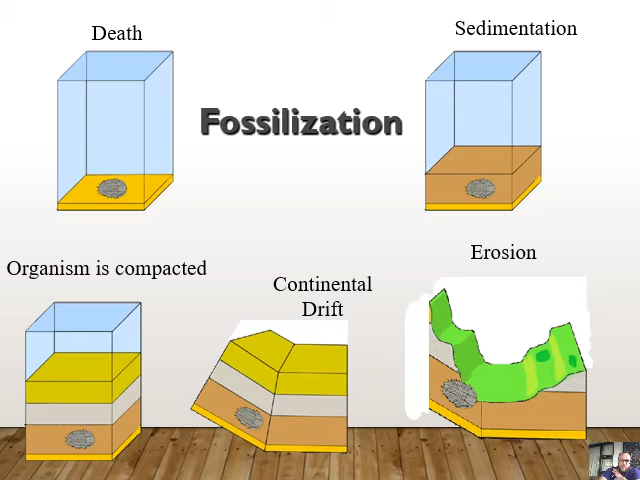 Death
Sedimentation
Fossilization
Organism is compacted
Continental
Drift
Erosion